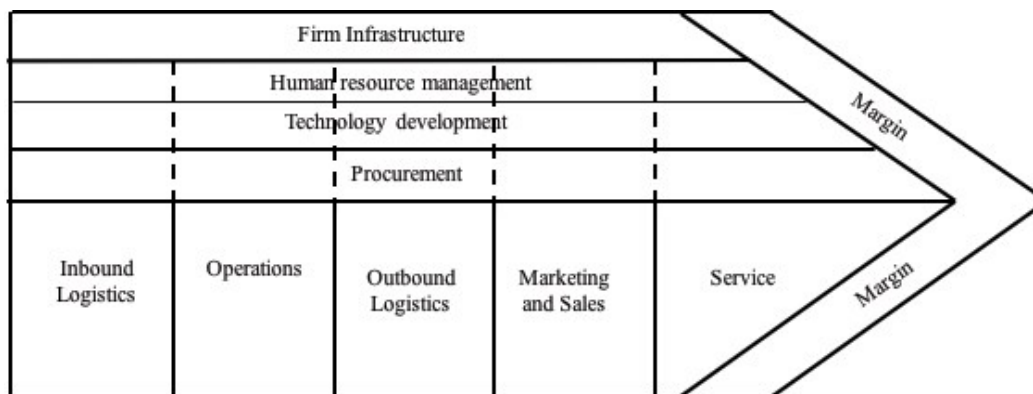 Firm Infrastructure
Human resource management
Technology development
Procurement
Margin
Inbound
Logistics
Operations
Outbound
Logistics
Marketing
and Sales
Service
Margin